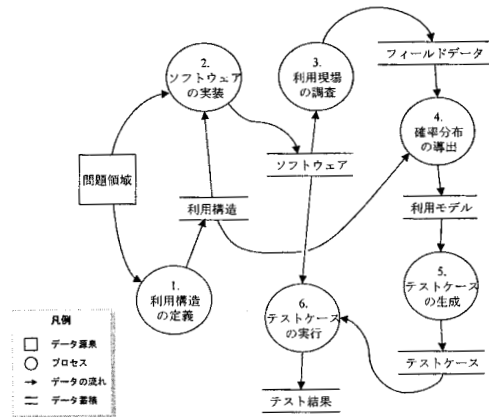 2.
ソフトウェア
の実装
3.
利用現場
の調査
フィールドデータ
4.
確率分布
の導出
問題領域
ソフトウェア
利用構造
利用モデル
1.
利用構造
の定義
5.
テストケース
の生成
6.
テストケース
の実行
テストケース
テスト結果
凡例
データ源泉
プロセス
データの流れ
データ蓄積